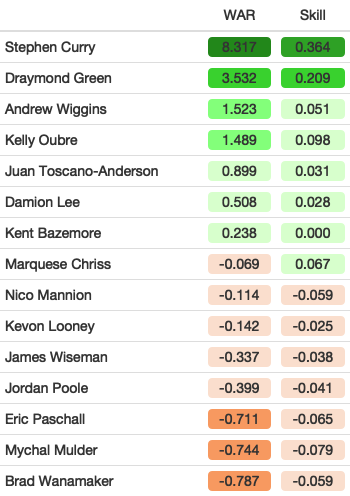 WAR Skill
Stephen Curry 8.317 0.364
Draymond Green 3.532 0.209
Andrew Wiggins 1.523 0.051
Kelly Oubre 1.489 0.098
Juan Toscano-Anderson 0.899 0.031
Damion Lee 0.508 0.028
Kent Bazemore 0.238 0.000
Marquese Chriss -0.069 0.067
Nico Mannion -0.114 -0.059
Kevon Looney -0.142 -0.025
James Wiseman -0.337 -0.038
Jordan Poole -0.399 -0.041
Eric Paschall -0.711 -0.065
Mychal Mulder -0.744 -0.079
Brad Wanamaker -0.787 -0.059